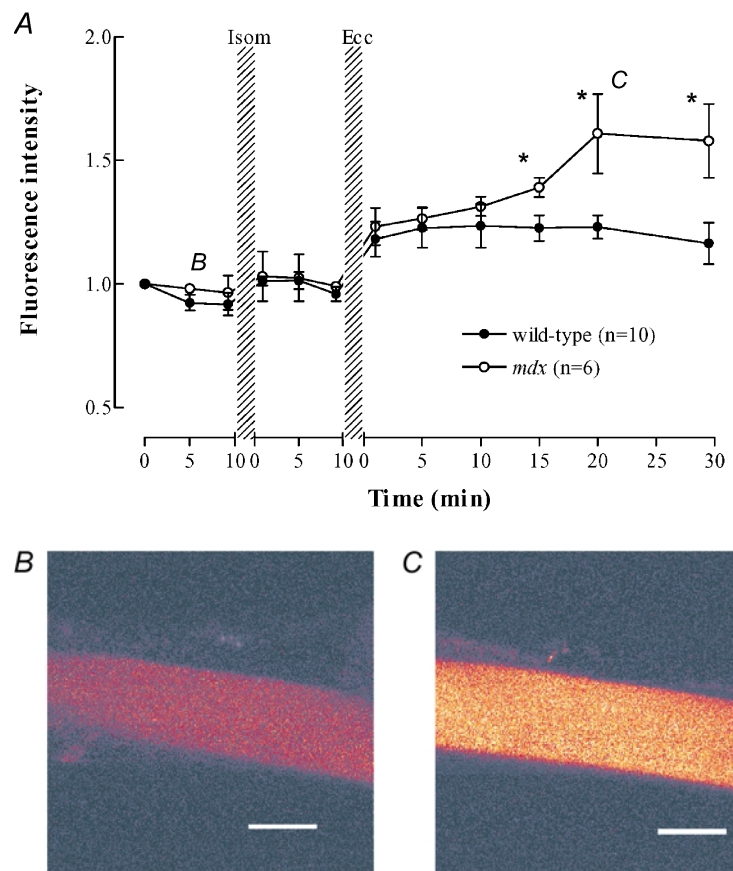 A
Isom
Ecc
2.0
1.5
1.0
0.5
Fluorescence intensity
B
C
*
*
*
wild-type (n=10)
mdx (n=6)
0 5 10 0 5 10 0 5 10 15 20 25 30
Time (min)
B
C